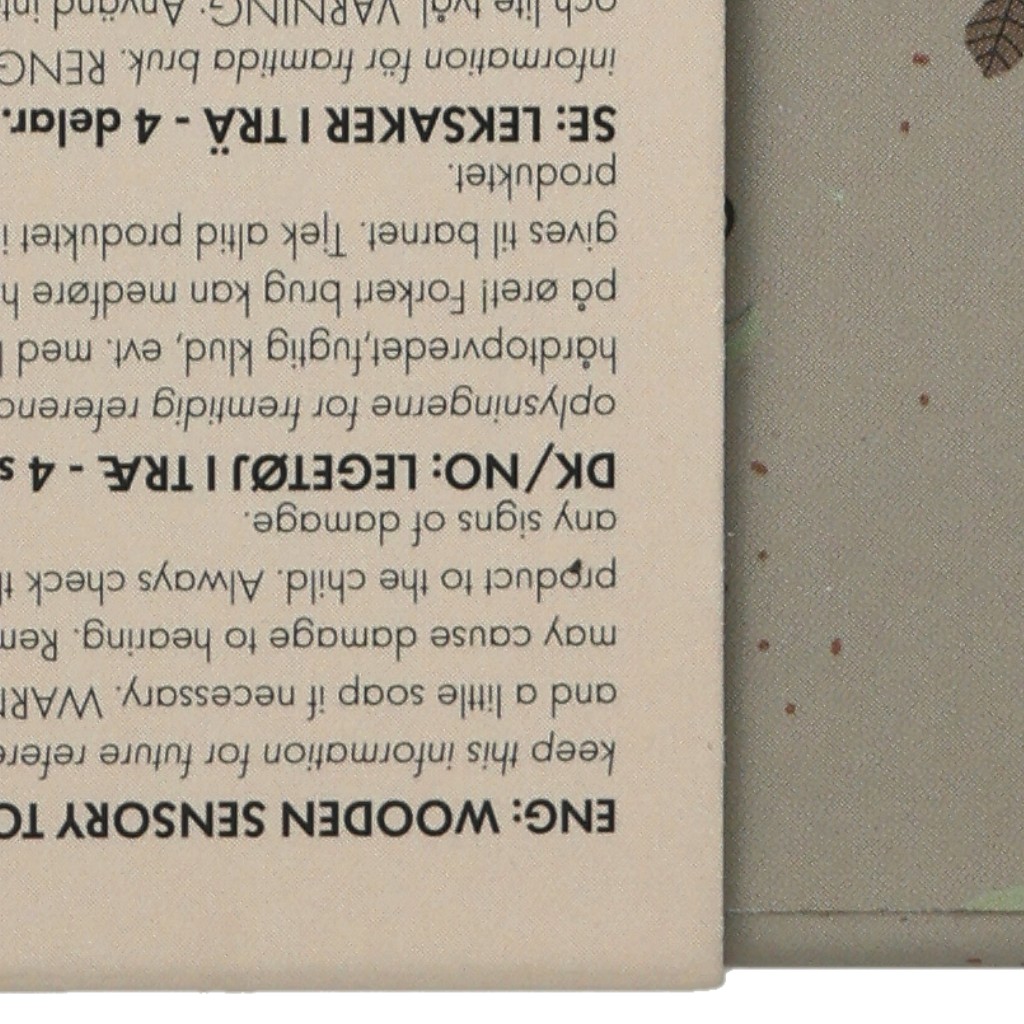 ENG: WOODEN SENSORY TO
keep this information for future refere
and a little soap if necessary. WARN
may cause damage to hearing. Rem
product to the child. Always check th
any signs of damage.
DK/NO: LEGETØJ I TRÆ - 4 s
oplysningerne for fremtidig referenc
hårdtopvredet,fugtig klud, evt. med
på øret! Forkert brug kan medføre h
gives til barnet. Tjek altid produktet i
produktet.
SE: LEKSAKER I TRÄ - 4 delar.
information för framtida bruk. RENG
och lite tvål. VARNING: Använd int